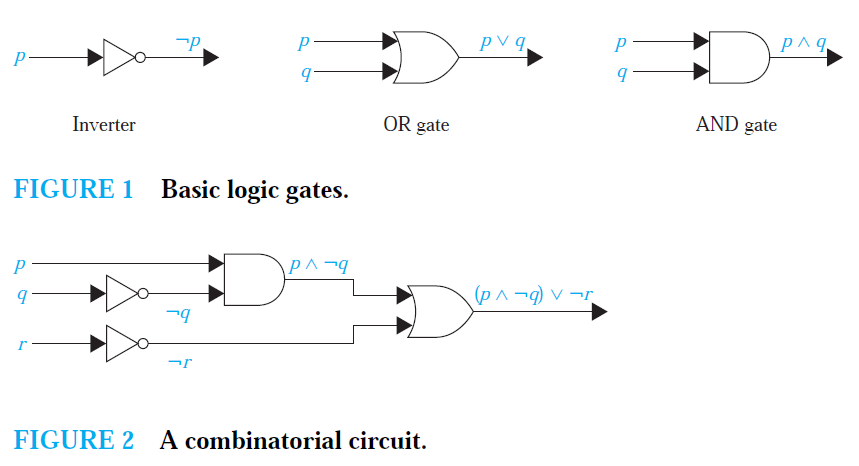 p ¬p p q p ∨ q p q p ∧ q
Inverter OR gate AND gate
FIGURE 1 Basic logic gates.
p p ∧ ¬q
q ¬q (p ∧ ¬q) ∨ ¬r
r ¬r
FIGURE 2 A combinatorial circuit.